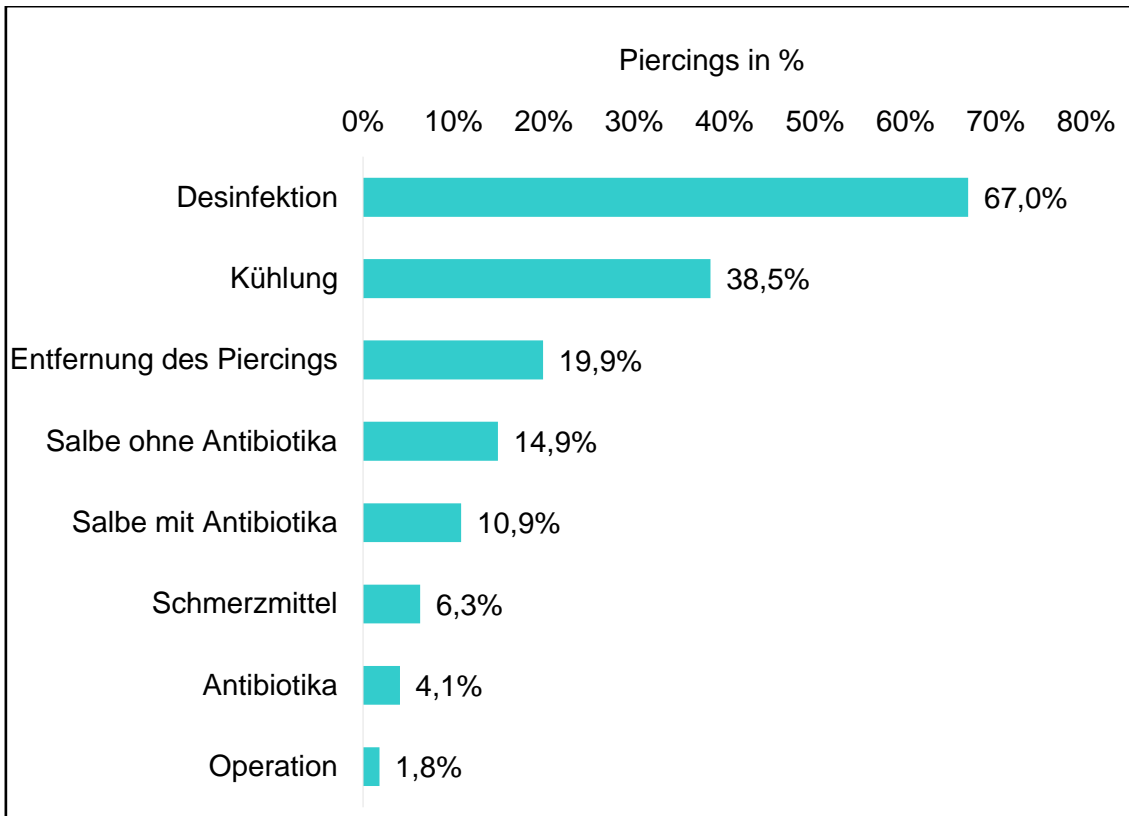 Piercings in %
0% 10% 20% 30% 40% 50% 60% 70% 80%
Desinfektion 67,0%
Kühlung 38,5%
Entfernung des Piercings 19,9%
Salbe ohne Antibiotika 14,9%
Salbe mit Antibiotika 10,9%
Schmerzmittel 6,3%
Antibiotika 4,1%
Operation 1,8%